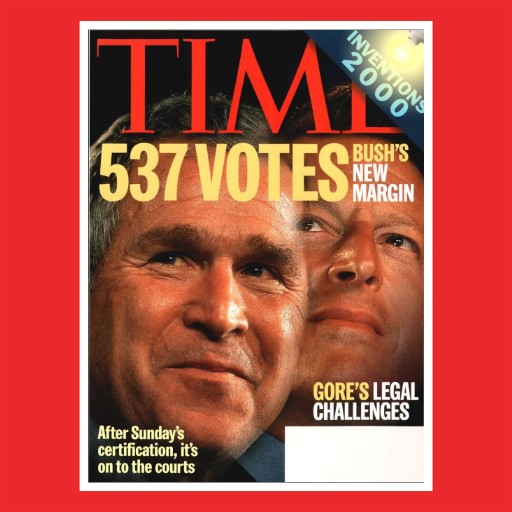 TIME
INVENTIONS
2000
537 VOTES
BUSH'S
NEW
MARGIN
GORE'S LEGAL
CHALLENGES
After Sunday's
certification, it's
on to the courts